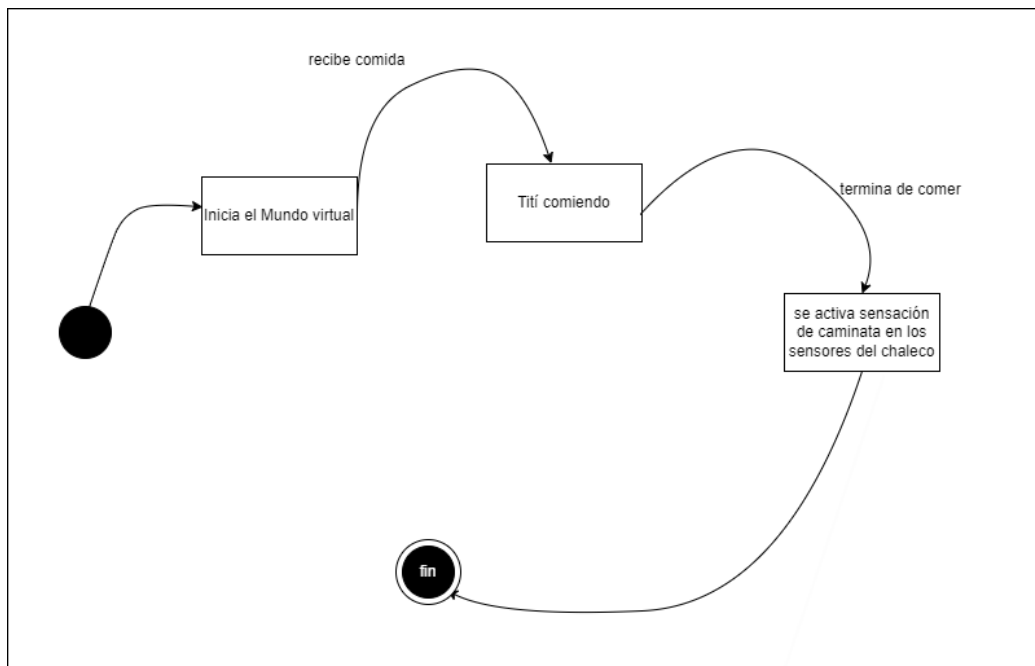 recibe comida
Inicia el Mundo virtual
Tití comiendo
termina de comer
se activa sensación
de caminata en los
sensores del chaleco
fin